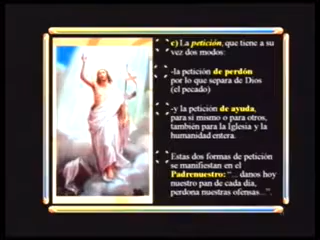 c) La petición, que tiene a su
vez dos modos:
-la petición de perdón
por lo que separa de Dios
(el pecado)
-y la petición de ayuda,
para sí mismo o para otros,
también para la Iglesia y la
humanidad entera.
Estas dos formas de petición
se manifiestan en el
Padrenuestro: “... danos hoy
nuestro pan de cada día,
perdona nuestras ofensas...”.